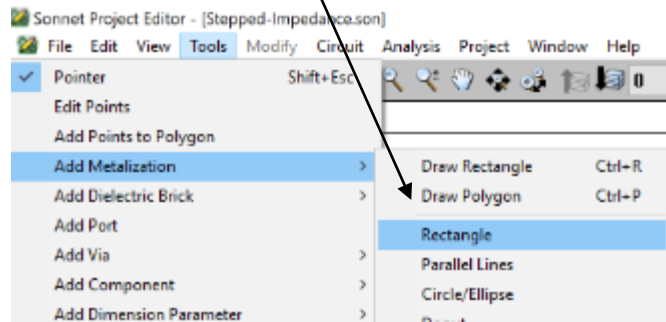 Sonnet Project Editor - [Stepped-Impedance.son]
File Edit View Tools Modify Circuit Analysis Project Window Help
Pointer Shift+Esc 0
Edit Points
Add Points to Polygon
Add Metalization > Draw Rectangle Ctrl+R
Add Dielectric Brick > Draw Polygon Ctrl+P
Add Port
Rectangle
Add Via >
Parallel Lines
Add Component >
Circle/Ellipse
Add Dimension Parameter >